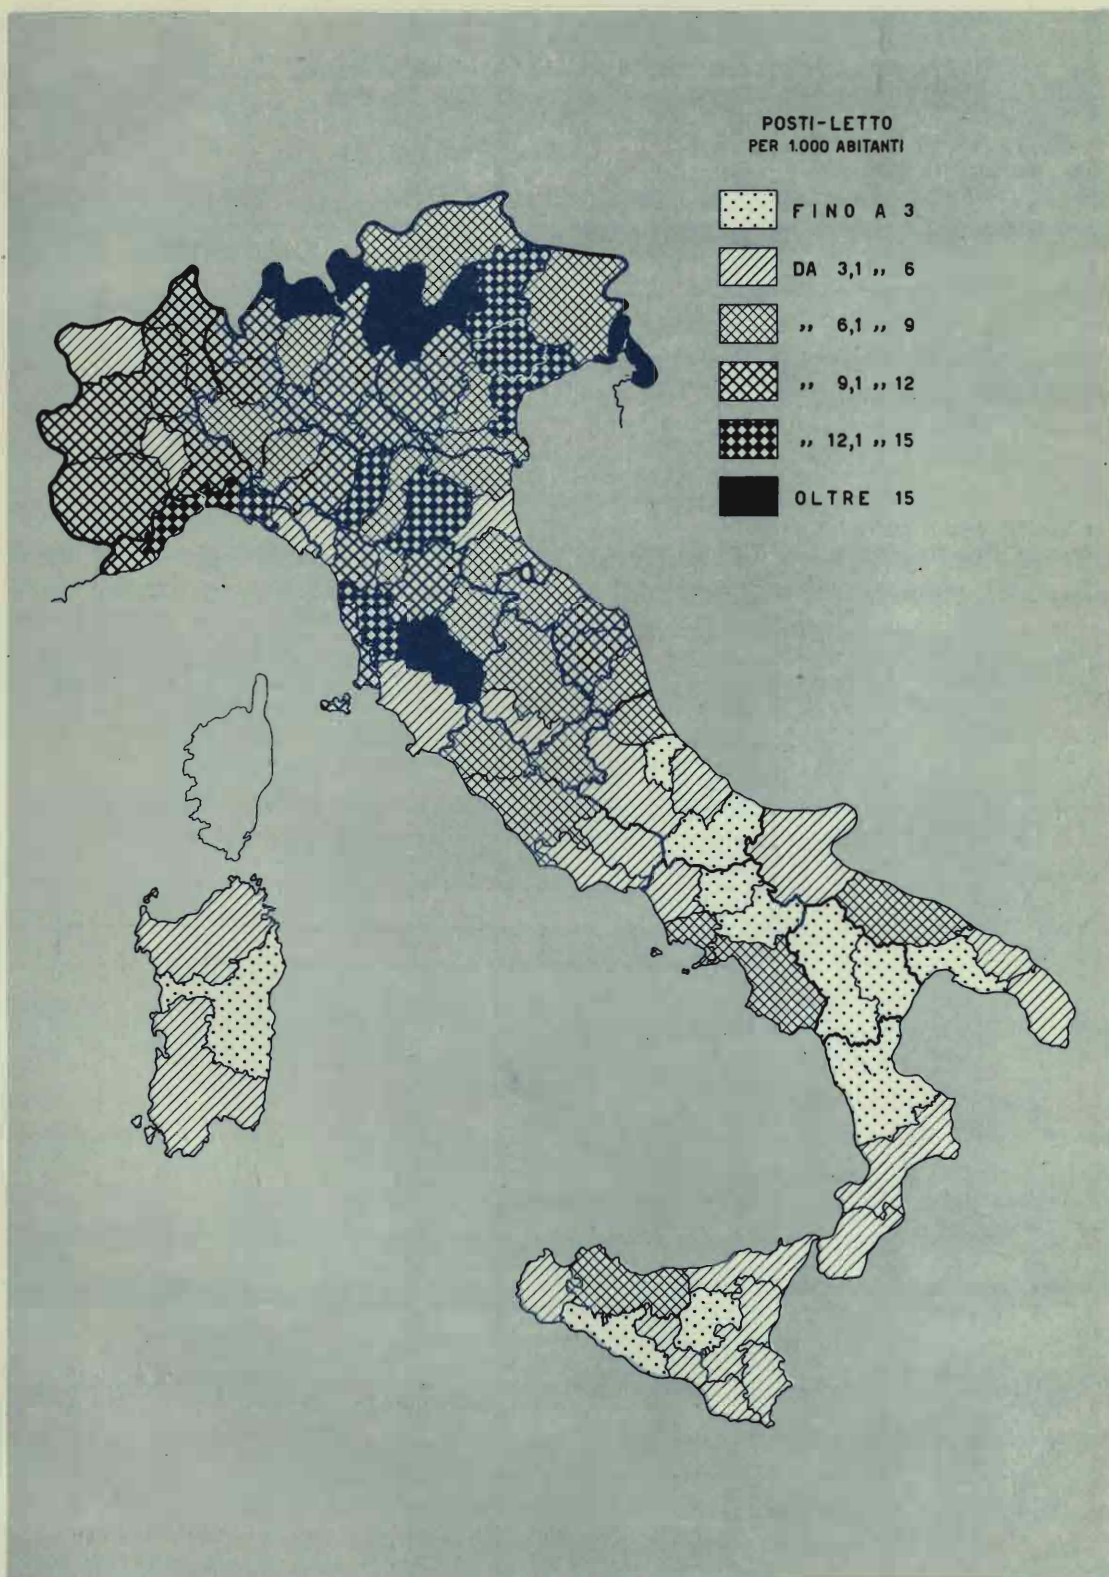 POSTI-LETTO
PER 1.000 ABITANTI
FINO A 3
DA 3,1 „ 6
„ 6,1 „ 9
„ 9,1 „ 12
„ 12,1 „ 15
OLTRE 15